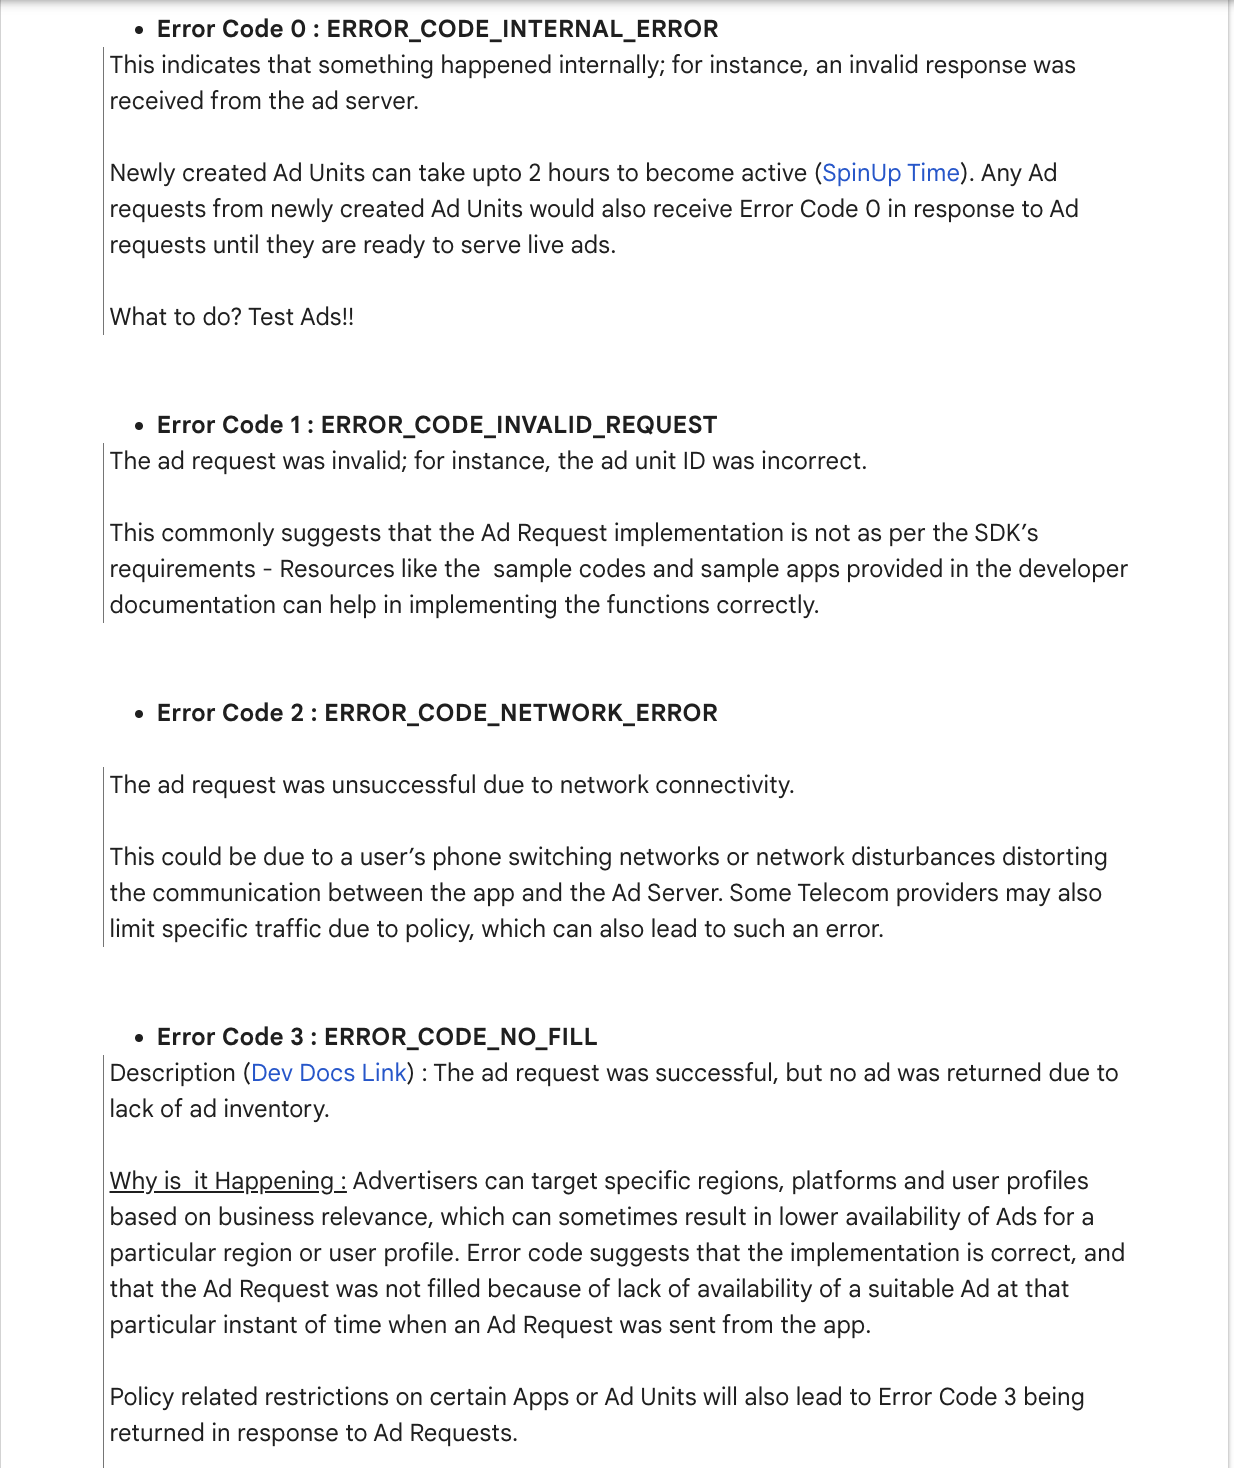 • Error Code 0 : ERROR_CODE_INTERNAL_ERROR
This indicates that something happened internally; for instance, an invalid response was
received from the ad server.
Newly created Ad Units can take upto 2 hours to become active (SpinUp Time). Any Ad
requests from newly created Ad Units would also receive Error Code 0 in response to Ad
requests until they are ready to serve live ads.
What to do? Test Ads!!
• Error Code 1 : ERROR_CODE_INVALID_REQUEST
The ad request was invalid; for instance, the ad unit ID was incorrect.
This commonly suggests that the Ad Request implementation is not as per the SDK’s
requirements - Resources like the  sample codes and sample apps provided in the developer
documentation can help in implementing the functions correctly.
• Error Code 2 : ERROR_CODE_NETWORK_ERROR
The ad request was unsuccessful due to network connectivity.
This could be due to a user’s phone switching networks or network disturbances distorting
the communication between the app and the Ad Server. Some Telecom providers may also
limit specific traffic due to policy, which can also lead to such an error.
• Error Code 3 : ERROR_CODE_NO_FILL
Description (Dev Docs Link) : The ad request was successful, but no ad was returned due to
lack of ad inventory.
Why is  it Happening : Advertisers can target specific regions, platforms and user profiles
based on business relevance, which can sometimes result in lower availability of Ads for a
particular region or user profile. Error code suggests that the implementation is correct, and
that the Ad Request was not filled because of lack of availability of a suitable Ad at that
particular instant of time when an Ad Request was sent from the app.
Policy related restrictions on certain Apps or Ad Units will also lead to Error Code 3 being
returned in response to Ad Requests.